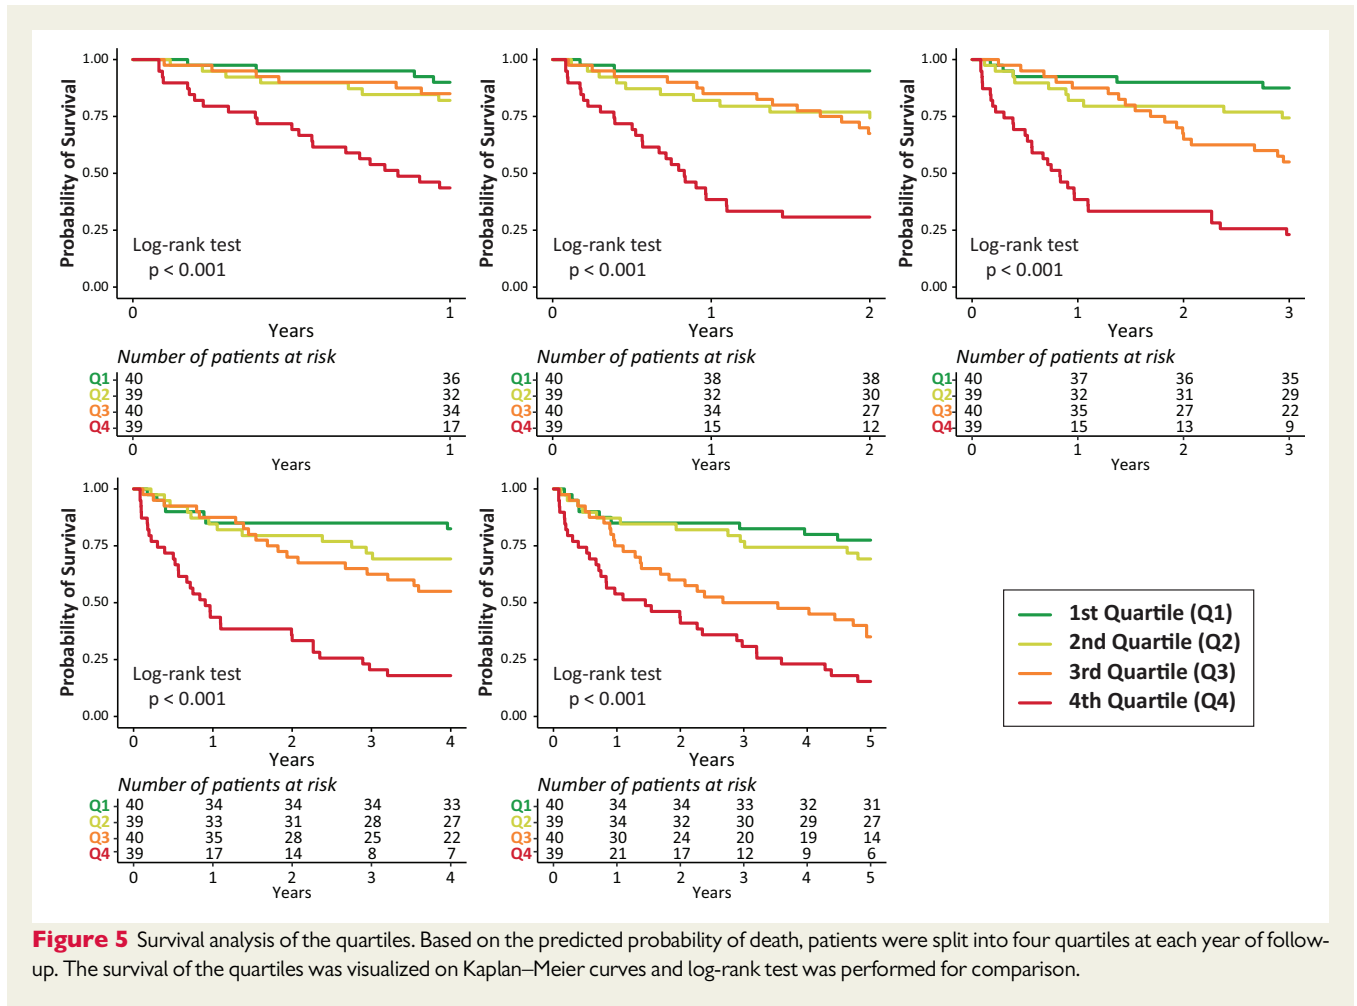 Probability of Survival
1.00
0.75
0.50
0.25
0.00
Log-rank test
p < 0.001
0 1
Years
Number of patients at risk
Q1 40 36
Q2 39 32
Q3 40 34
Q4 39 17
0 1
Years
Probability of Survival
1.00
0.75
0.50
0.25
0.00
Log-rank test
p < 0.001
0 1 2
Years
Number of patients at risk
Q1 40 38 38
Q2 39 32 30
Q3 40 34 27
Q4 39 15 12
0 1 2
Years
Probability of Survival
1.00
0.75
0.50
0.25
0.00
Log-rank test
p < 0.001
0 1 2 3
Years
Number of patients at risk
Q1 40 37 36 35
Q2 39 32 31 29
Q3 40 35 27 22
Q4 39 15 13 9
0 1 2 3
Years
Probability of Survival
1.00
0.75
0.50
0.25
0.00
Log-rank test
p < 0.001
0 1 2 3 4
Years
Number of patients at risk
Q1 40 34 34 34 33
Q2 39 33 31 28 27
Q3 40 35 28 25 22
Q4 39 17 14 8 7
0 1 2 3 4
Years
Probability of Survival
1.00
0.75
0.50
0.25
0.00
Log-rank test
p < 0.001
0 1 2 3 4 5
Years
Number of patients at risk
Q1 40 34 34 33 32 31
Q2 39 34 32 30 29 27
Q3 40 30 24 20 19 14
Q4 39 21 17 12 9 6
0 1 2 3 4 5
Years
1st Quartile (Q1)
2nd Quartile (Q2)
3rd Quartile (Q3)
4th Quartile (Q4)
Figure 5 Survival analysis of the quartiles. Based on the predicted probability of death, patients were split into four quartiles at each year of follow-
up. The survival of the quartiles was visualized on Kaplan–Meier curves and log-rank test was performed for comparison.